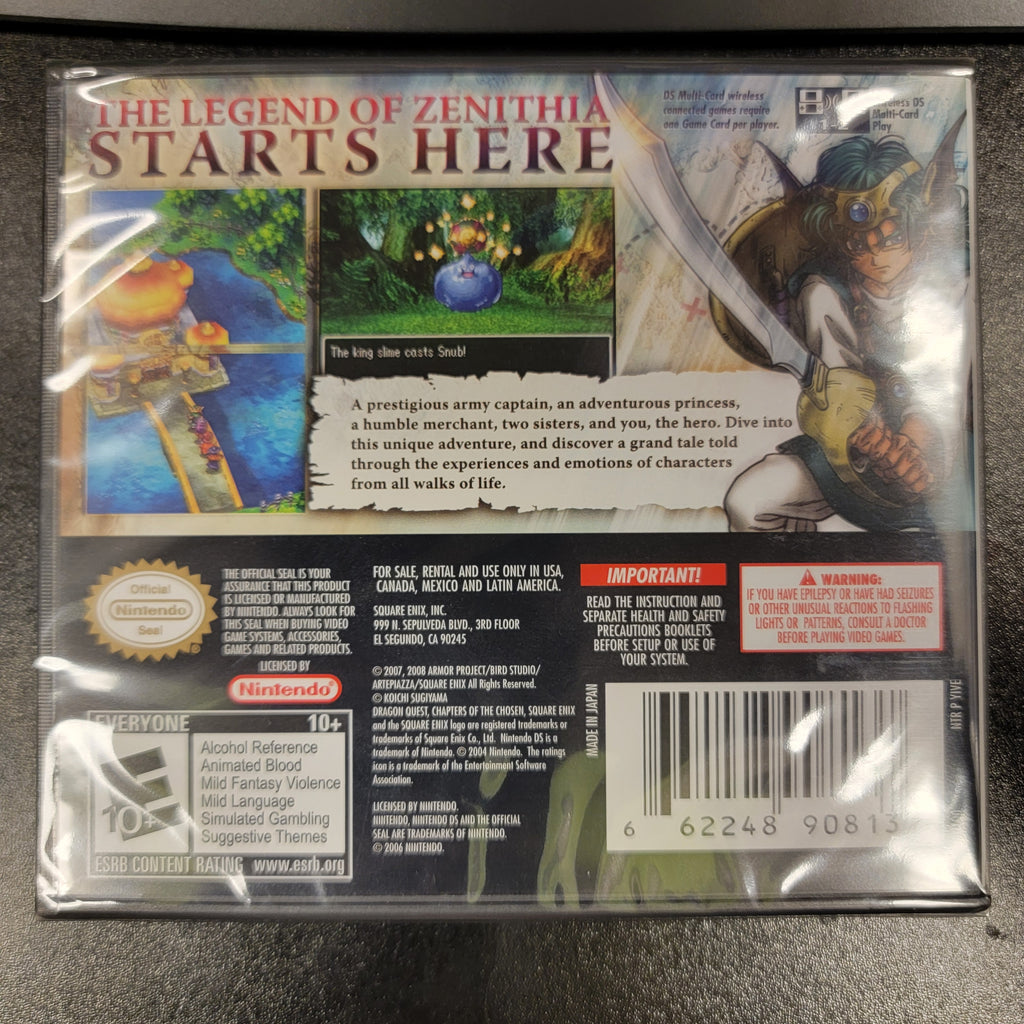 THE LEGEND OF ZENITHIA
STARTS HERE
DS Multi-Card wireless
connected games require
one Game Card per player.
Wireless DS
Multi-Card
Play
The king slime casts Snub!
A prestigious army captain, an adventurous princess,
a humble merchant, two sisters, and you, the hero. Dive into
this unique adventure, and discover a grand tale told
through the experiences and emotions of characters
from all walks of life.
Official
Nintendo
Seal
THE OFFICIAL SEAL IS YOUR
ASSURANCE THAT THIS PRODUCT
IS LICENSED OR MANUFACTURED
BY NINTENDO. ALWAYS LOOK FOR
THIS SEAL WHEN BUYING VIDEO
GAME SYSTEMS, ACCESSORIES,
GAMES AND RELATED PRODUCTS.
LICENSED BY
Nintendo®
EVERYONE 10+
10+
Alcohol Reference
Animated Blood
Mild Fantasy Violence
Mild Language
Simulated Gambling
Suggestive Themes
ESRB CONTENT RATING www.esrb.org
FOR SALE, RENTAL AND USE ONLY IN USA,
CANADA, MEXICO AND LATIN AMERICA.
SQUARE ENIX, INC.
999 N. SEPULVEDA BLVD., 3RD FLOOR
EL SEGUNDO, CA 90245
© 2007, 2008 ARMOR PROJECT/BIRD STUDIO/
ARTEPIAZZA/SQUARE ENIX All Rights Reserved.
© KOICHI SUGIYAMA
DRAGON QUEST, CHAPTERS OF THE CHOSEN, SQUARE ENIX
and the SQUARE ENIX logo are registered trademarks or
trademarks of Square Enix Co., Ltd. Nintendo DS is a
trademark of Nintendo. © 2004 Nintendo. The ratings
icon is a trademark of the Entertainment Software
Association.
LICENSED BY NINTENDO.
NINTENDO, NINTENDO DS AND THE OFFICIAL
SEAL ARE TRADEMARKS OF NINTENDO.
© 2006 NINTENDO.
IMPORTANT!
READ THE INSTRUCTION AND
SEPARATE HEALTH AND SAFETY
PRECAUTIONS BOOKLETS
BEFORE SETUP OR USE OF
YOUR SYSTEM.
WARNING:
IF YOU HAVE EPILEPSY OR HAVE HAD SEIZURES
OR OTHER UNUSUAL REACTIONS TO FLASHING
LIGHTS OR PATTERNS, CONSULT A DOCTOR
BEFORE PLAYING VIDEO GAMES.
MADE IN JAPAN
6 62248 90813
NTR P YIVE